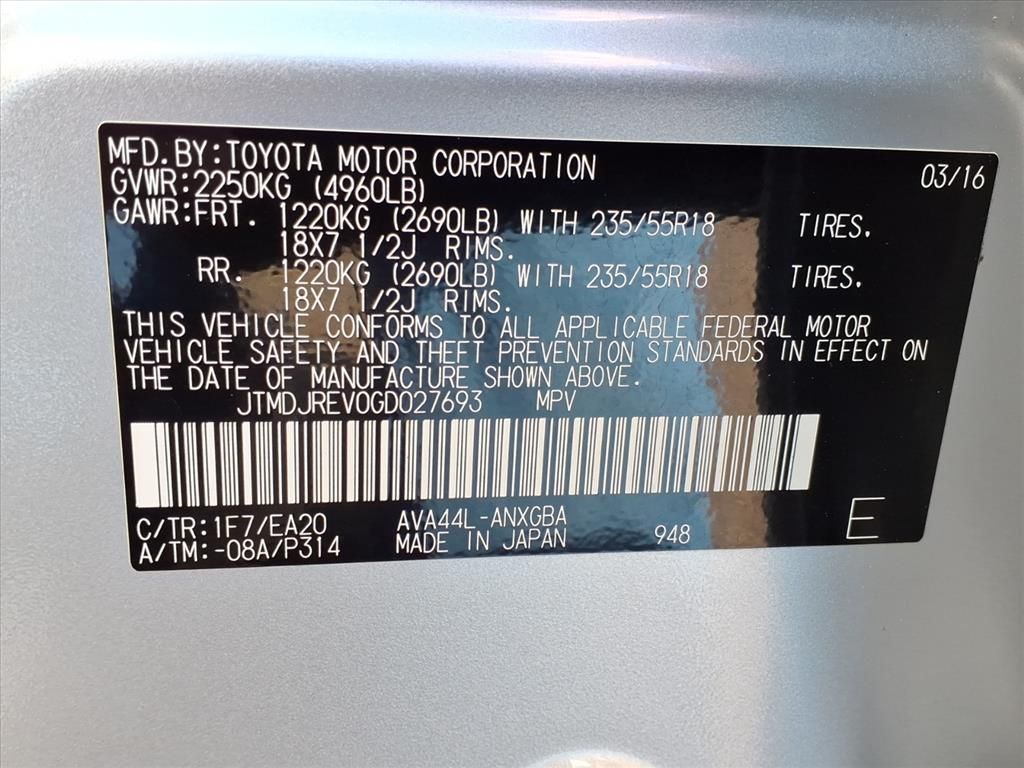 MFD.BY:TOYOTA MOTOR CORPORATION 03/16
GVWR:2250KG (4960LB)
GAWR:FRT. 1220KG (2690LB) WITH 235/55R18 TIRES.
18X7 1/2J RIMS.
RR. 1220KG (2690LB) WITH 235/55R18 TIRES.
18X7 1/2J RIMS.
THIS VEHICLE CONFORMS TO ALL APPLICABLE FEDERAL MOTOR
VEHICLE SAFETY AND THEFT PREVENTION STANDARDS IN EFFECT ON
THE DATE OF MANUFACTURE SHOWN ABOVE.
JTMDJREV0GD027693 MPV
C/TR:1F7/EA20 AVA44L-ANXGBA
A/TM:-08A/P314 MADE IN JAPAN 948 E